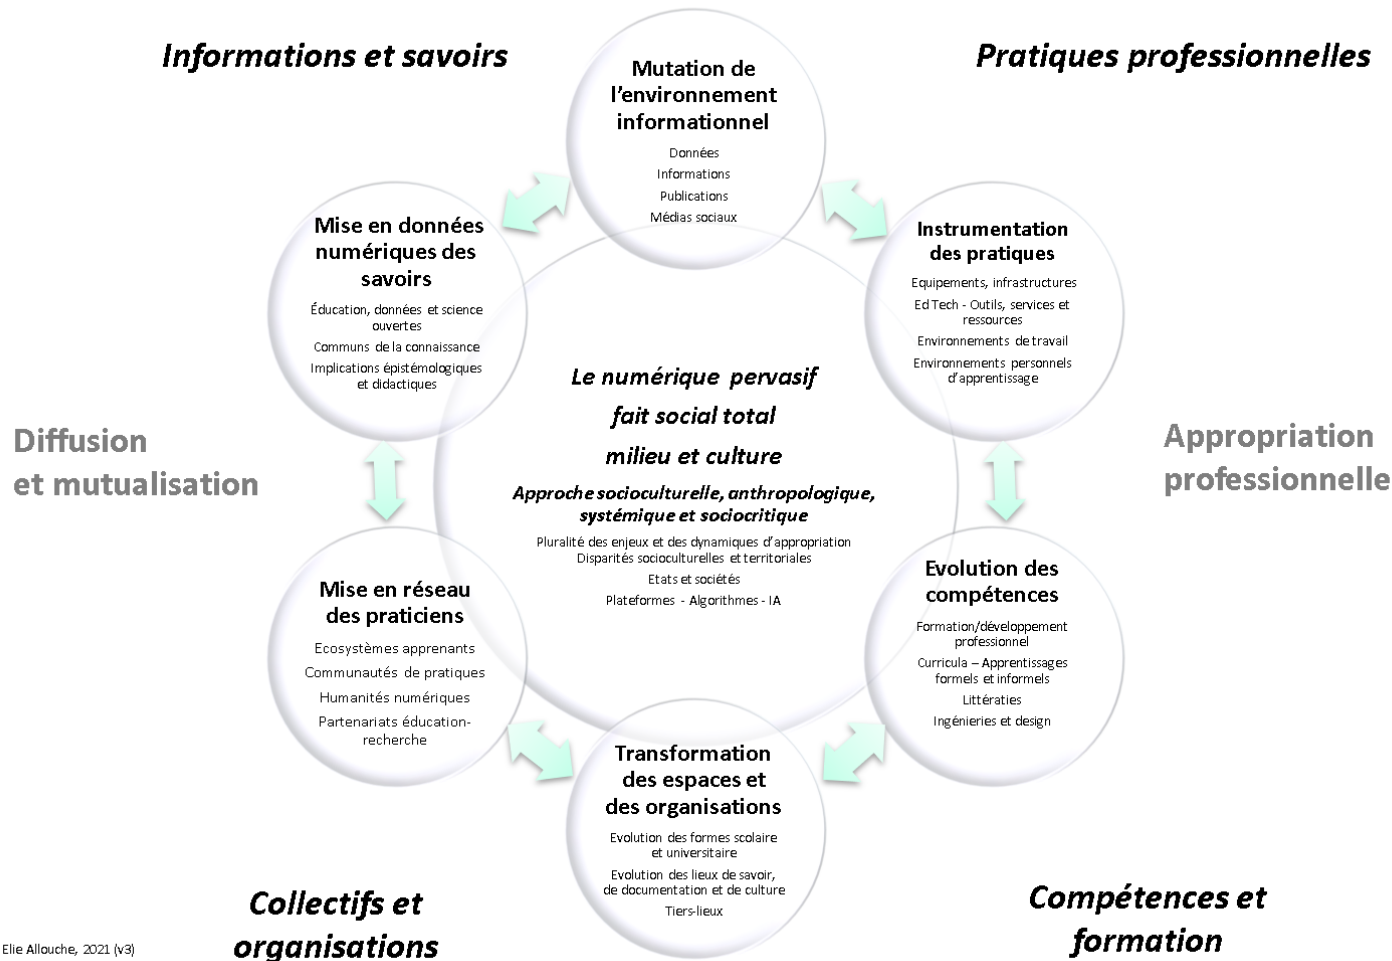 Informations et savoirs
Pratiques professionnelles
Mutation de
l'environnement
informationnel
Données
Informations
Publications
Médias sociaux
Mise en données
numériques des
savoirs
Éducation, données et science
ouvertes
Communs de la connaissance
Implications épistémologiques
et didactiques
Instrumentation
des pratiques
Equipements, infrastructures
Ed Tech - Outils, services et
ressources
Environnements de travail
Environnements personnels
d'apprentissage
Le numérique pervasif
fait social total
milieu et culture
Approche socioculturelle, anthropologique,
systémique et sociocritique
Pluralité des enjeux et des dynamiques d'appropriation
Disparités socioculturelles et territoriales
Etats et sociétés
Plateformes - Algorithmes - IA
Diffusion
et mutualisation
Appropriation
professionnelle
Mise en réseau
des praticiens
Ecosystèmes apprenants
Communautés de pratiques
Humanités numériques
Partenariats éducation-
recherche
Evolution des
compétences
Formation/développement
professionnel
Curricula – Apprentissages
formels et informels
Littératies
Ingénieries et design
Transformation
des espaces et
des organisations
Evolution des formes scolaire
et universitaire
Evolution des lieux de savoir,
de documentation et de culture
Tiers-lieux
Collectifs et
organisations
Compétences et
formation
Elie Allouche, 2021 (v3)